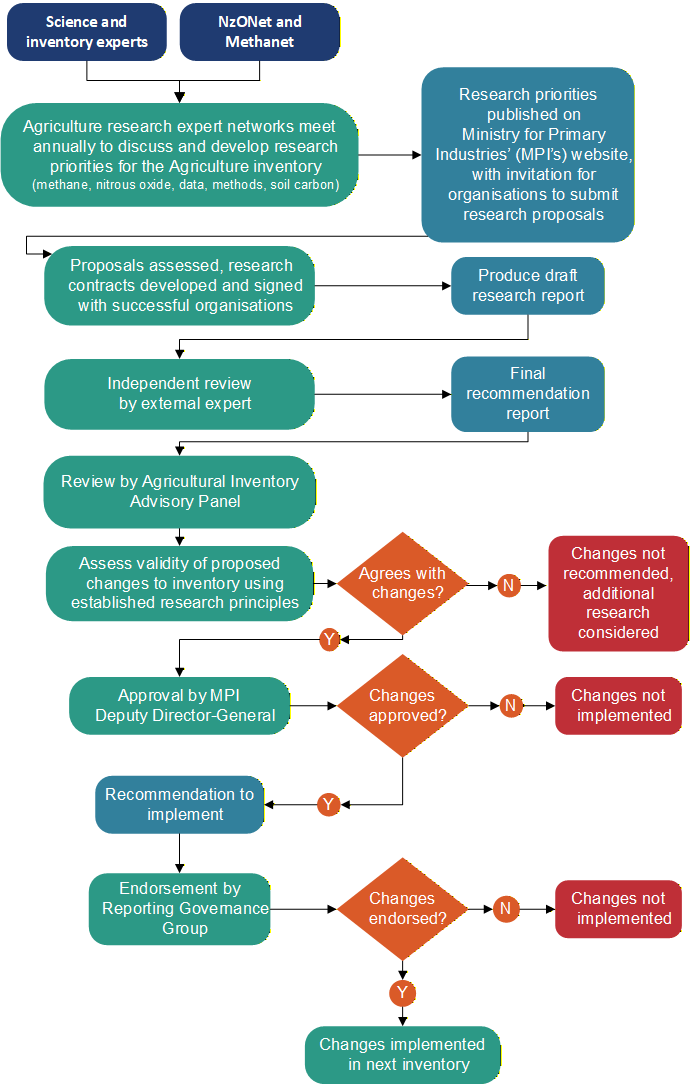 Science and
inventory experts
NzONet and
Methanet
Agriculture research expert networks meet
annually to discuss and develop research
priorities for the Agriculture inventory
(methane, nitrous oxide, data, methods, soil carbon)
Research priorities
published on
Ministry for Primary
Industries’ (MPI’s) website,
with invitation for
organisations to submit
research proposals
Proposals assessed, research
contracts developed and signed
with successful organisations
Produce draft
research report
Independent review
by external expert
Final
recommendation
report
Review by Agricultural Inventory
Advisory Panel
Assess validity of proposed
changes to inventory using
established research principles
Agrees with
changes?
N
Changes not
recommended,
additional
research
considered
Y
Approval by MPI
Deputy Director-General
Changes
approved?
N
Changes not
implemented
Recommendation to
implement
Y
Endorsement by
Reporting Governance
Group
Changes
endorsed?
N
Changes not
implemented
Y
Changes implemented
in next inventory